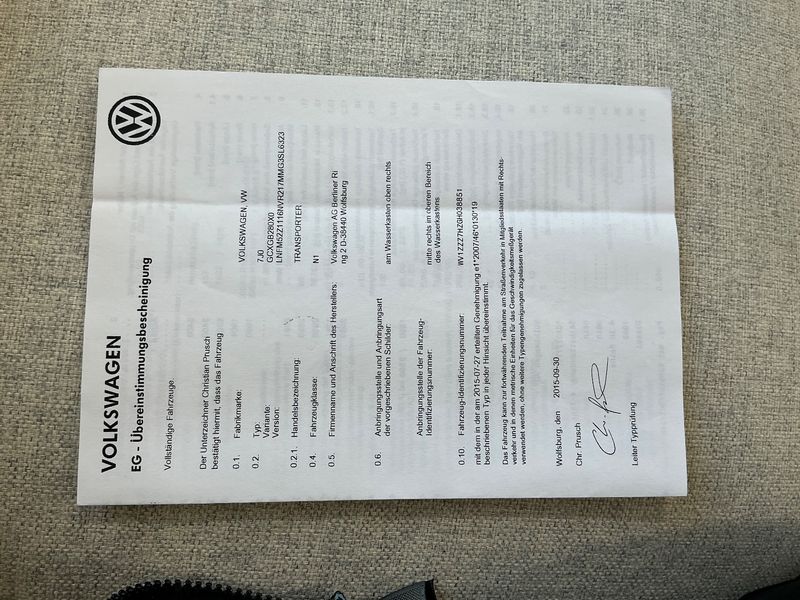 VOLKSWAGEN
EG - Übereinstimmungsbescheinigung
Vollständige Fahrzeuge
Der Unterzeichner Christian Prusch
bestätigt hiermit, dass das Fahrzeug
0.1. Fabrikmarke: VOLKSWAGEN, VW
0.2. Typ: 7J0
Variante: GCXGB280X0
Version: LNFM52Z1116NVR217MMG3SL6323
0.2.1. Handelsbezeichnung: TRANSPORTER
0.4. Fahrzeugklasse: N1
0.5. Firmenname und Anschrift des Herstellers: Volkswagen AG Berliner Ri
ng 2 D-38440 Wolfsburg
0.6. Anbringungsstelle und Anbringungsart am Wasserkasten oben rechts
der vorgeschriebenen Schilder:
Anbringungsstelle der Fahrzeug- mitte rechts im oberen Bereich
Identifizierungsnummer: des Wasserkastens
0.10. Fahrzeug-Identifizierungsnummer WV1ZZZ7HZGH038851
mit dem in der am 2015-07-27 erteilten Genehmigung e1*2007/46*0130*19
beschriebenen Typ in jeder Hinsicht übereinstimmt.
Das Fahrzeug kann zur fortwährenden Teilnahme am Straßenverkehr in Mitgliedstaaten mit Rechts-
verkehr und in denen metrische Einheiten für das Geschwindigkeitsmeßgerät
verwendet werden, ohne weitere Typengenehmigungen zugelassen werden.
Wolfsburg, den 2015-09-30
Chr. Prusch
Leiter Typprüfung